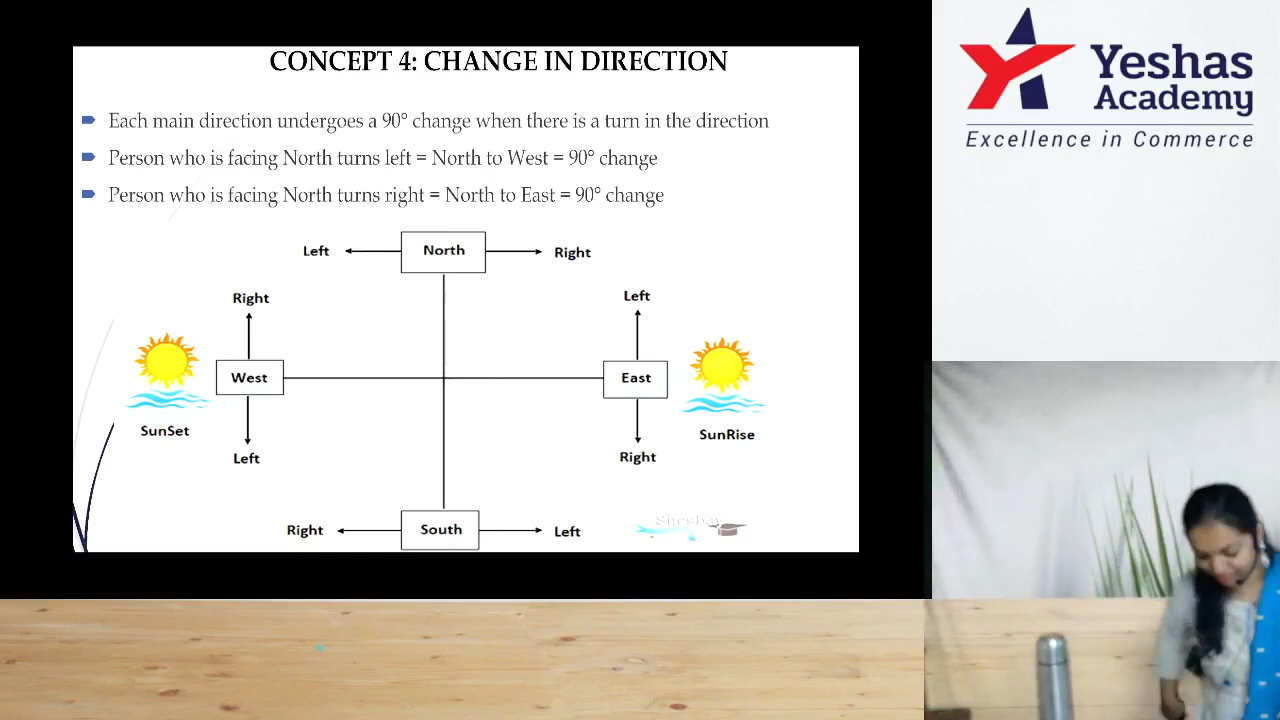 CONCEPT 4: CHANGE IN DIRECTION
Each main direction undergoes a 90° change when there is a turn in the direction
Person who is facing North turns left = North to West = 90° change
Person who is facing North turns right = North to East = 90° change
Left North Right
Right
Left
West
East
SunSet
SunRise
Left
Right
Right South Left
Yeshas
Academy
Excellence in Commerce